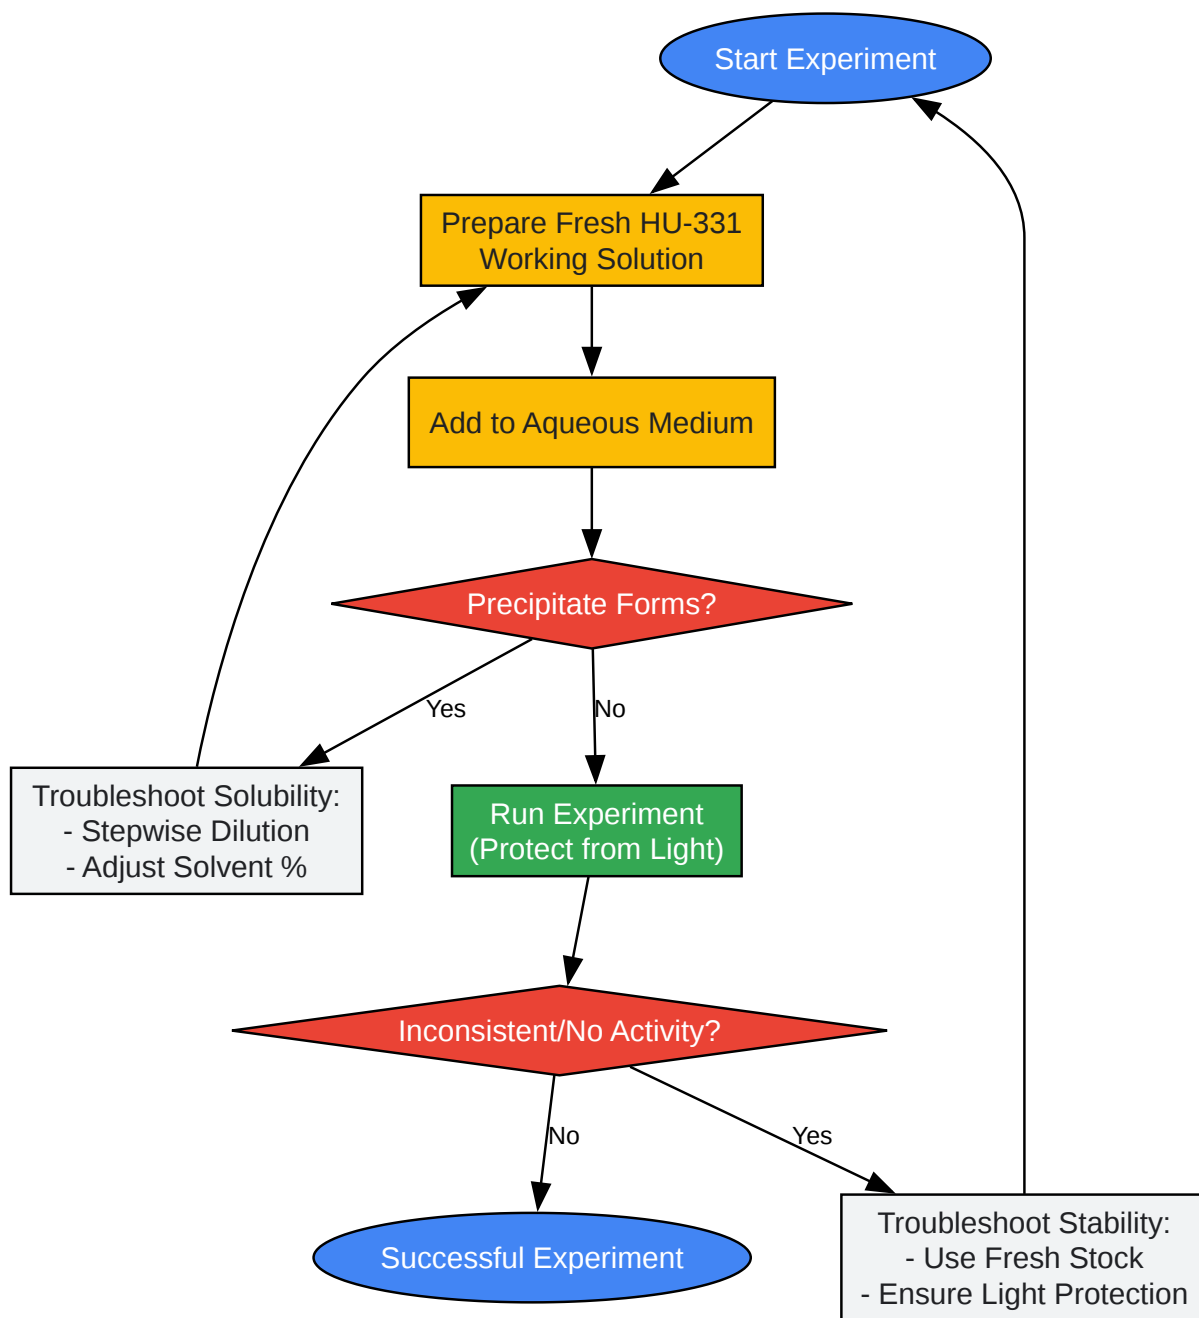 Start Experiment
Prepare Fresh HU-331
Working Solution
Add to Aqueous Medium
Precipitate Forms?
Yes
No
Troubleshoot Solubility:
- Stepwise Dilution
- Adjust Solvent %
Run Experiment
(Protect from Light)
Inconsistent/No Activity?
No
Yes
Successful Experiment
Troubleshoot Stability:
- Use Fresh Stock
- Ensure Light Protection